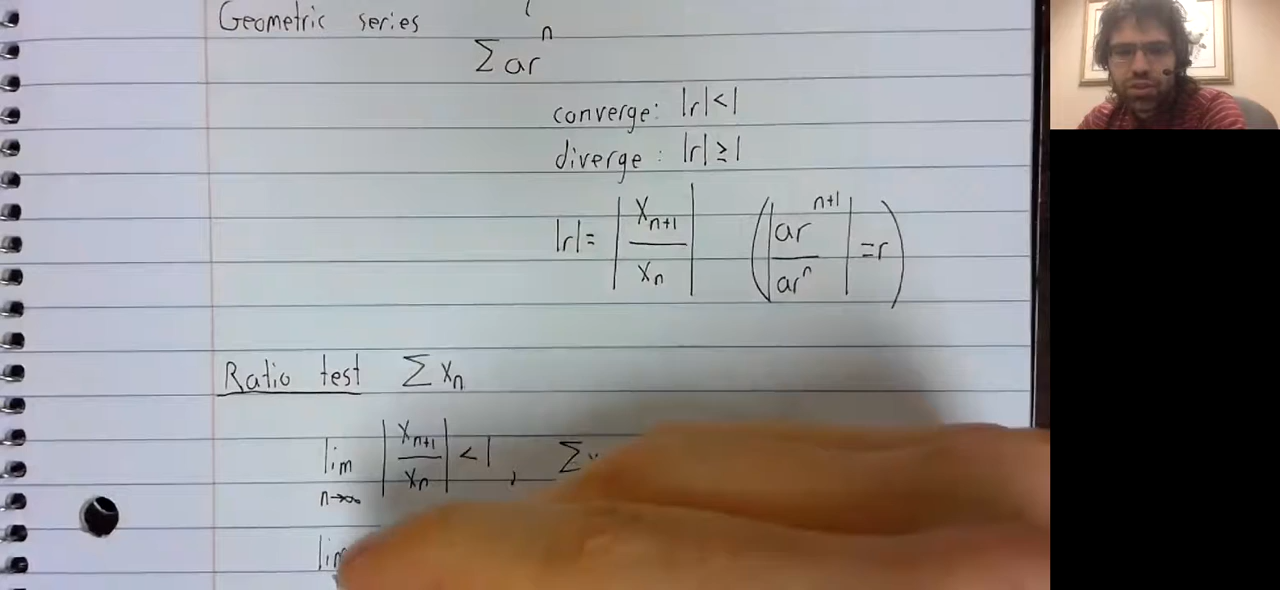 Geometric series
∑ ar^n
converge: |r| < 1
diverge: |r| ≥ 1
|r| = |x_{n+1} / x_n| (|ar^{n+1} / ar^n| = r)
Ratio test ∑ x_n
lim_{n→∞} |x_{n+1} / x_n| < 1, ∑